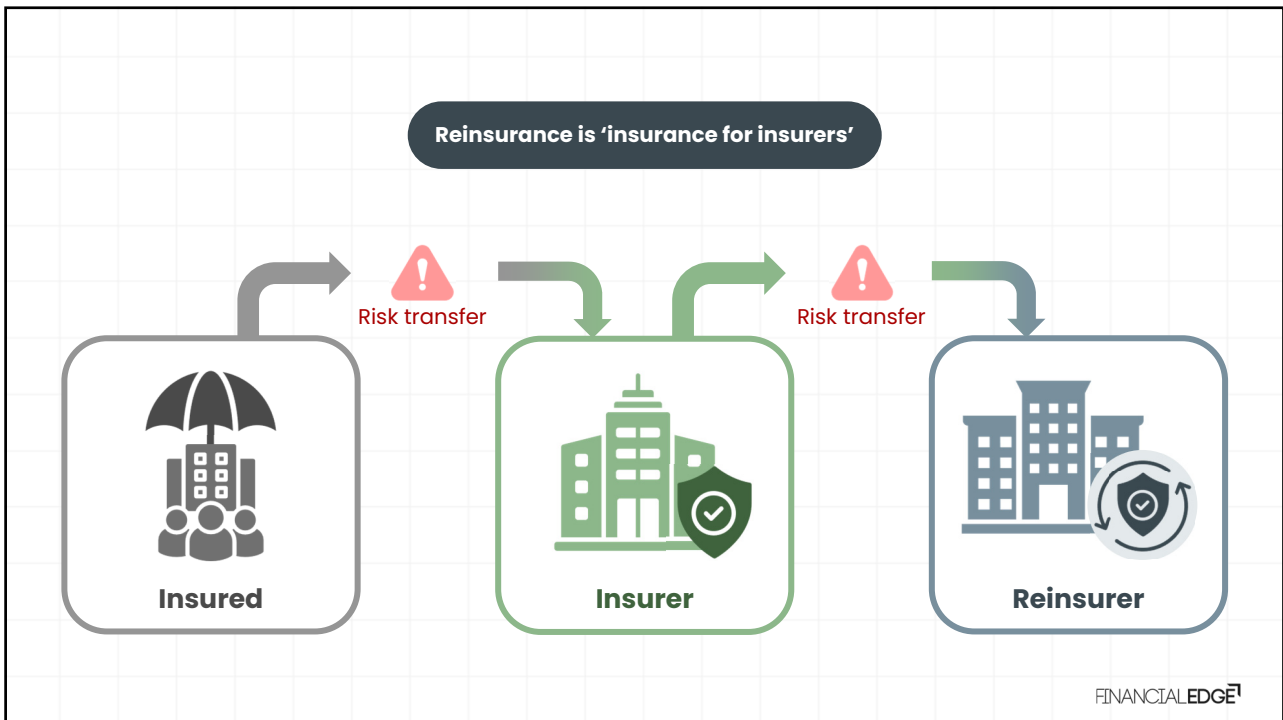 Reinsurance is ‘insurance for insurers’
Risk transfer
Risk transfer
Insured
Insurer
Reinsurer
FINANCIALEDGE